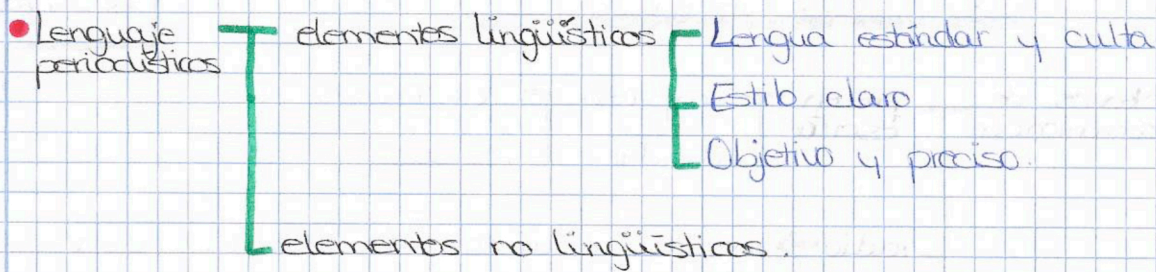 Lenguaje elementos lingüísticos Lengua estándar y culta
periodísticos
Estilo claro
Objetivo y preciso.
elementos no lingüísticos.